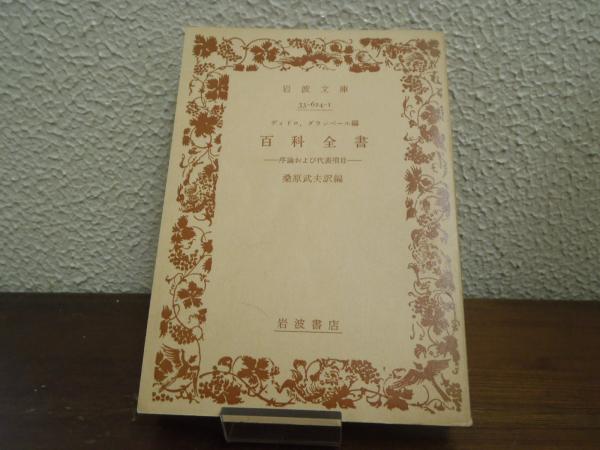 岩波文庫
33-624-1
ディドロ，ダランベール編
百科全書
——序論および代表項目——
桑原武夫訳編
岩波書店